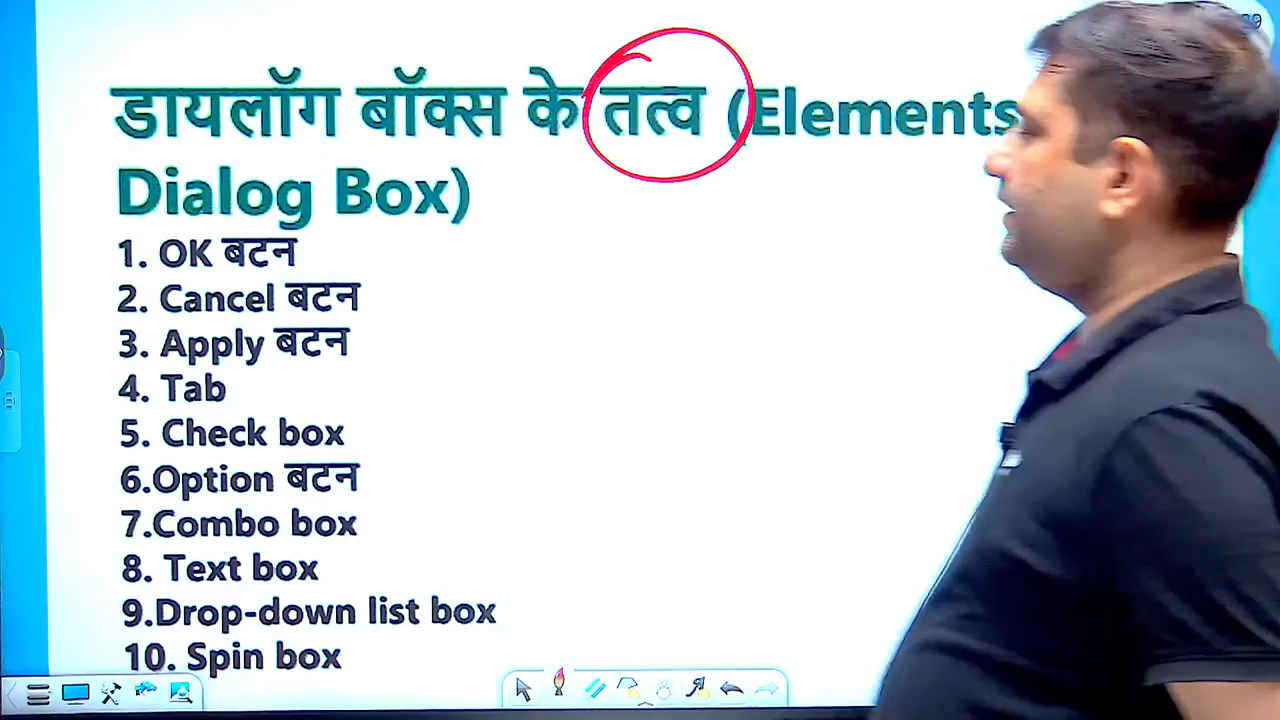 डायलॉग बॉक्स के तत्व (Elements
Dialog Box)
1. OK बटन
2. Cancel बटन
3. Apply बटन
4. Tab
5. Check box
6.Option बटन
7.Combo box
8. Text box
9.Drop-down list box
10. Spin box